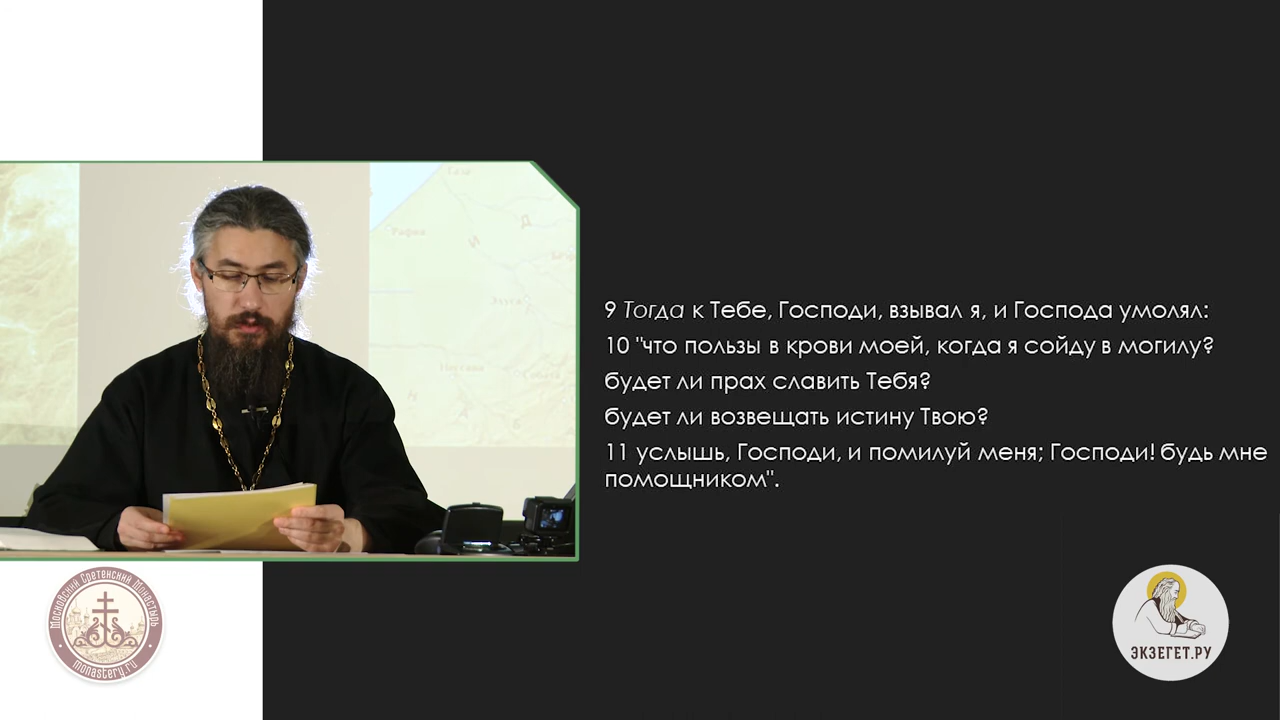 9 Тогда к Тебе, Господи, взывал я, и Господа умолял:
10 "что пользы в крови моей, когда я сойду в могилу?
будет ли прах славить Тебя?
будет ли возвещать истину Твою?
11 услышь, Господи, и помилуй меня; Господи! будь мне
помощником".
Рафия
И
Д
Элуса
Московский Сретенский Монастырь
monastery.ru
ЭКЗЕГЕТ.РУ